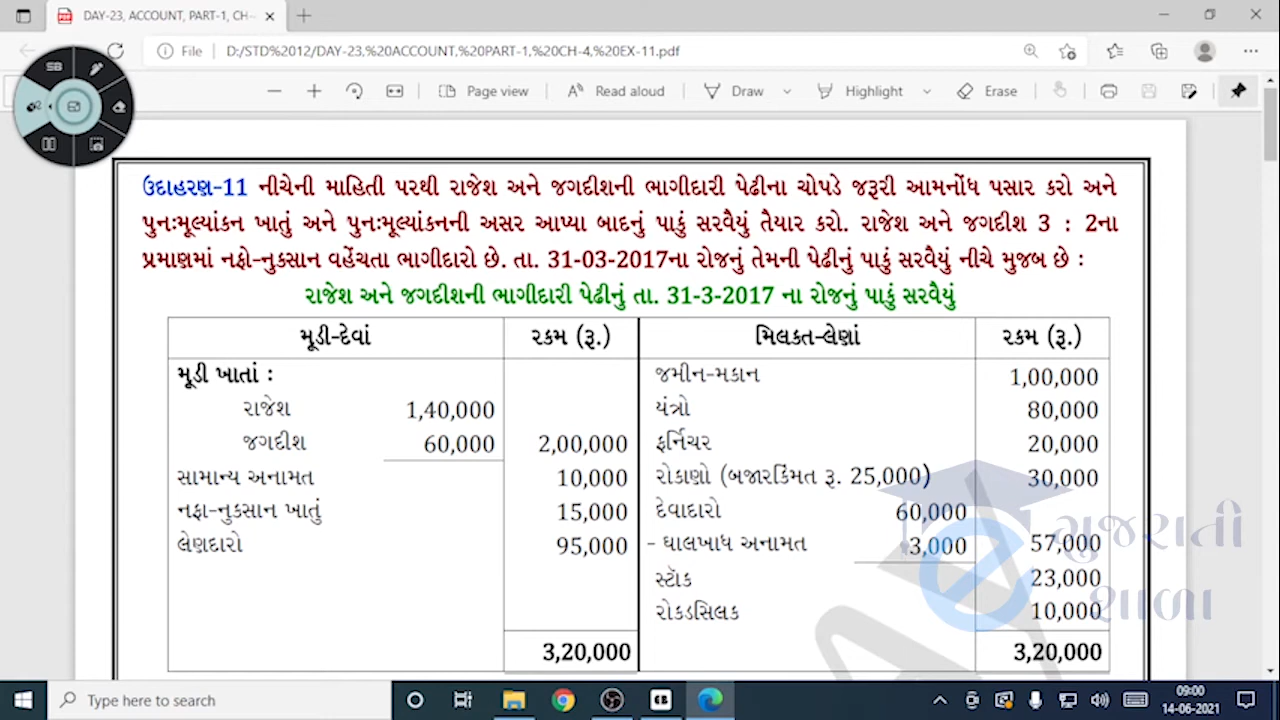 DAY-23, ACCOUNT, PART-1, CH-
File D:/STD%2012/DAY-23,%20ACCOUNT,%20PART-1,%20CH-4,%20EX-11.pdf
SB
Page view Read aloud Draw Highlight Erase
ઉદાહરણ-11 નીચેની માહિતી પરથી રાજેશ અને જગદીશની ભાગીદારી પેઢીના ચોપડે જરૂરી આમનોંધ પસાર કરો અને
પુનઃમૂલ્યાંકન ખાતું અને પુનઃમૂલ્યાંકનની અસર આપ્યા બાદનું પાકું સરવૈયું તૈયાર કરો. રાજેશ અને જગદીશ 3 : 2ના
પ્રમાણમાં નફો-નુકસાન વહેંચતા ભાગીદારો છે. તા. 31-03-2017ના રોજનું તેમની પેઢીનું પાકું સરવૈયું નીચે મુજબ છે :
રાજેશ અને જગદીશની ભાગીદારી પેઢીનું તા. 31-3-2017 ના રોજનું પાકું સરવૈયું
મૂડી-દેવાં રકમ (રૂ.) મિલકત-લેણાં રકમ (રૂ.)
મૂડી ખાતાં : જમીન-મકાન 1,00,000
રાજેશ 1,40,000 યંત્રો 80,000
જગદીશ 60,000 2,00,000 ફર્નિચર 20,000
સામાન્ય અનામત 10,000 રોકાણો (બજારકિંમત રૂ. 25,000) 30,000
નફા-નુકસાન ખાતું 15,000 દેવાદારો 60,000
લેણદારો 95,000 - ઘાલખાધ અનામત 3,000 57,000
સ્ટૉક 23,000
રોકડસિલક 10,000
3,20,000 3,20,000
ગુજરાતી
શાળા
Type here to search
09:00
14-06-2021